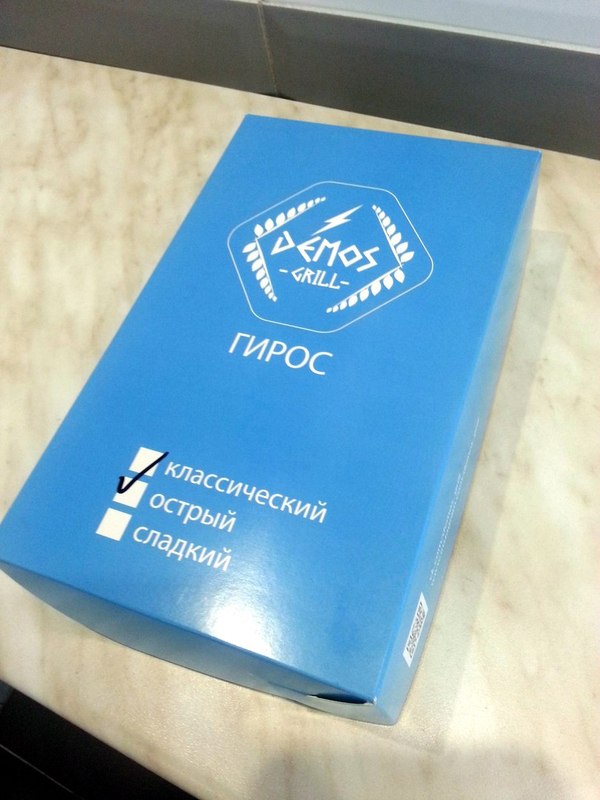 DEMOS
-GRILL-
ГИРОС
классический
острый
сладкий